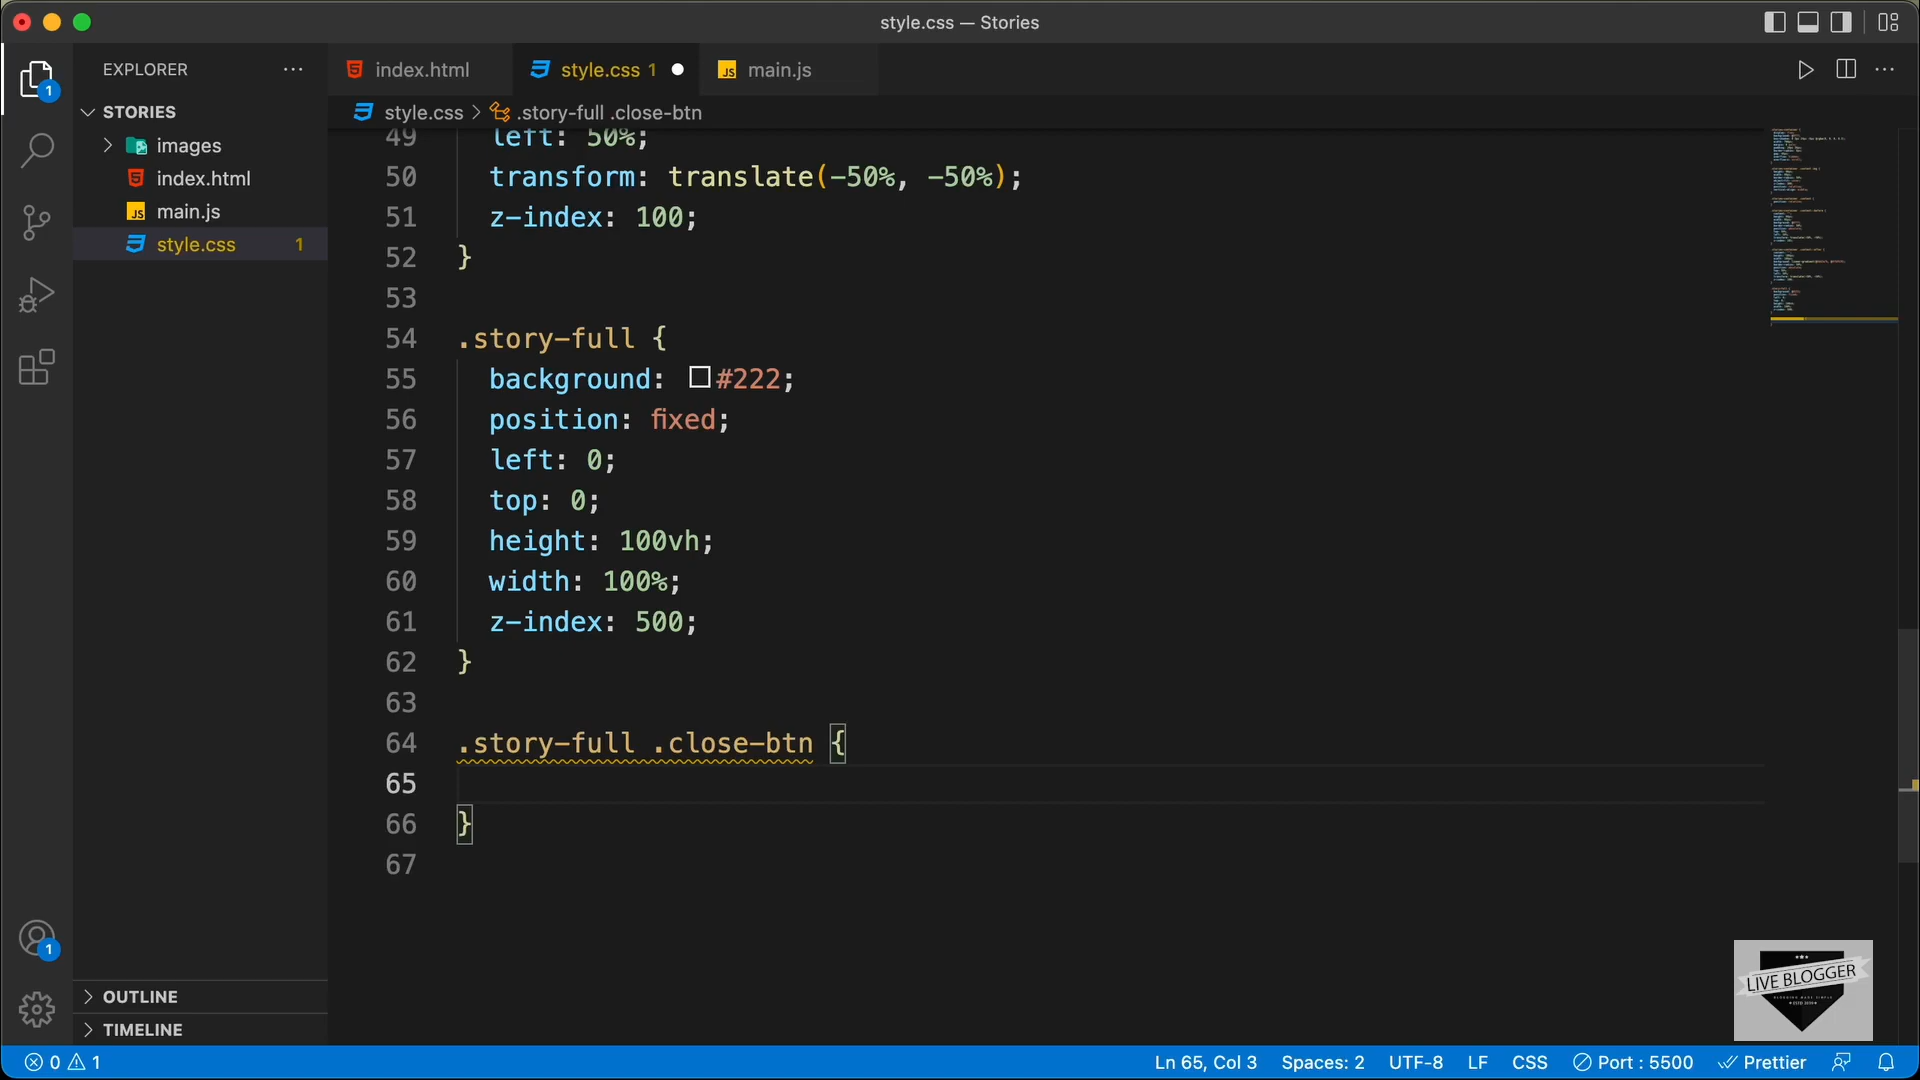 style.css — Stories
EXPLORER
index.html
style.css 1
main.js
STORIES
style.css > .story-full .close-btn
images
index.html
main.js
style.css 1
49 left: 50%;
50 transform: translate(-50%, -50%);
51 z-index: 100;
52 }
53
54 .story-full {
55 background: #222;
56 position: fixed;
57 left: 0;
58 top: 0;
59 height: 100vh;
60 width: 100%;
61 z-index: 500;
62 }
63
64 .story-full .close-btn {
65
66 }
67
1
1
OUTLINE
TIMELINE
LIVE BLOGGER
0 1
Ln 65, Col 3
Spaces: 2
UTF-8
LF
CSS
Port : 5500
Prettier